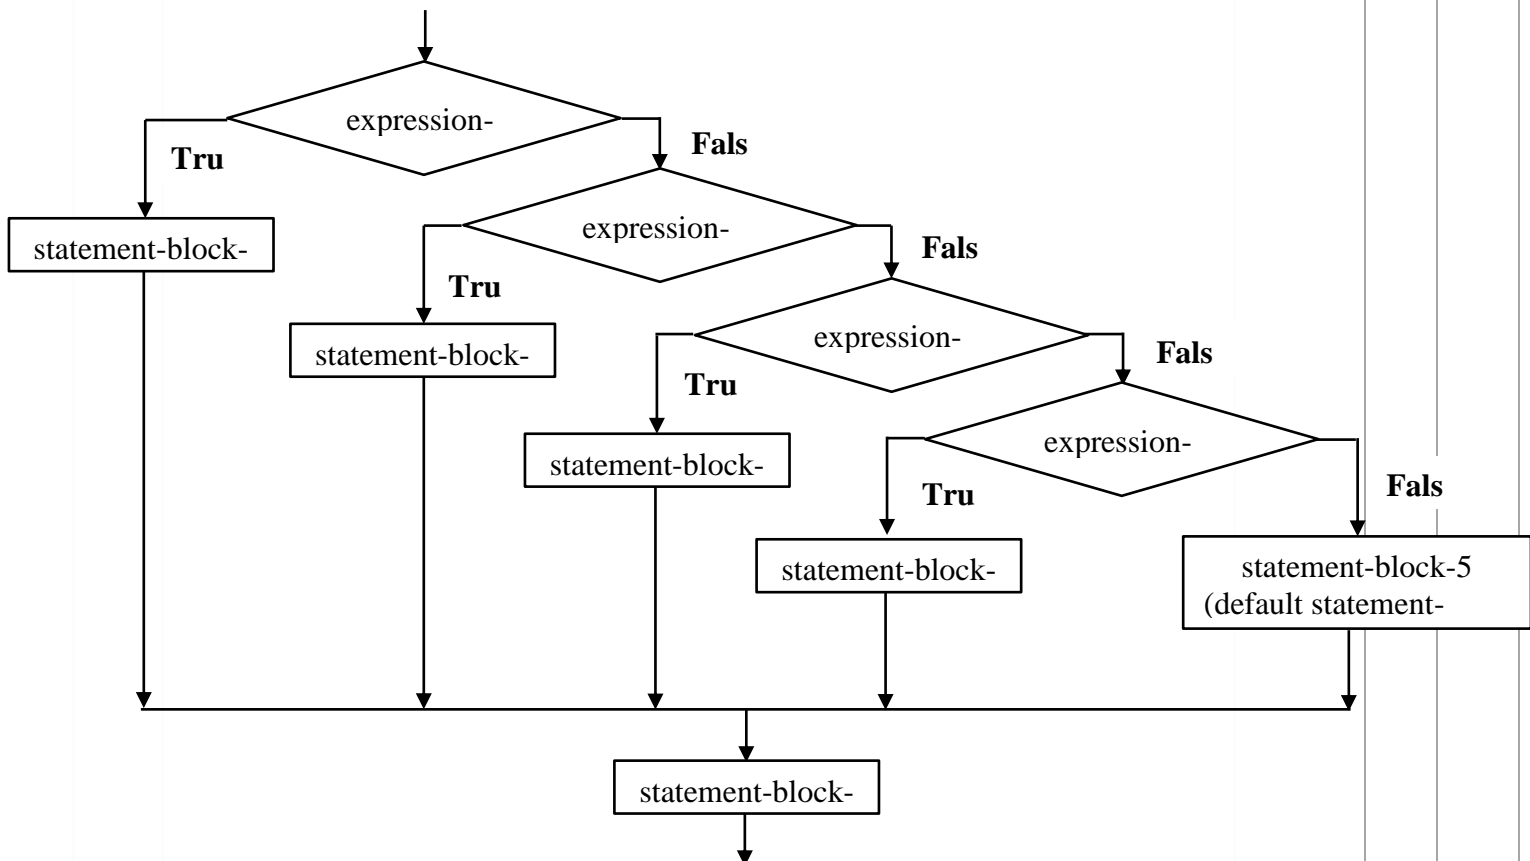 expression-
Tru
Fals
statement-block-
expression-
Tru
Fals
statement-block-
expression-
Tru
Fals
statement-block-
expression-
Tru
Fals
statement-block-
statement-block-5
(default statement-
statement-block-